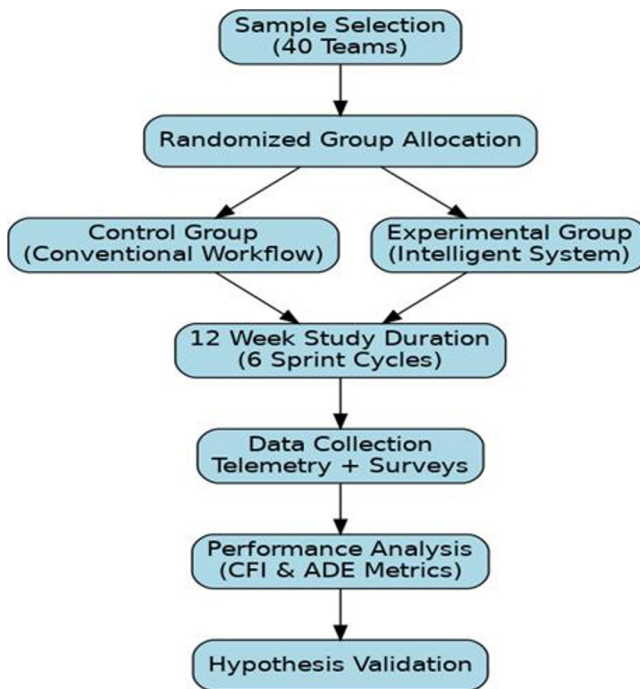 Sample Selection
(40 Teams)
Randomized Group Allocation
Control Group
(Conventional Workflow)
Experimental Group
(Intelligent System)
12 Week Study Duration
(6 Sprint Cycles)
Data Collection
Telemetry + Surveys
Performance Analysis
(CFI & ADE Metrics)
Hypothesis Validation